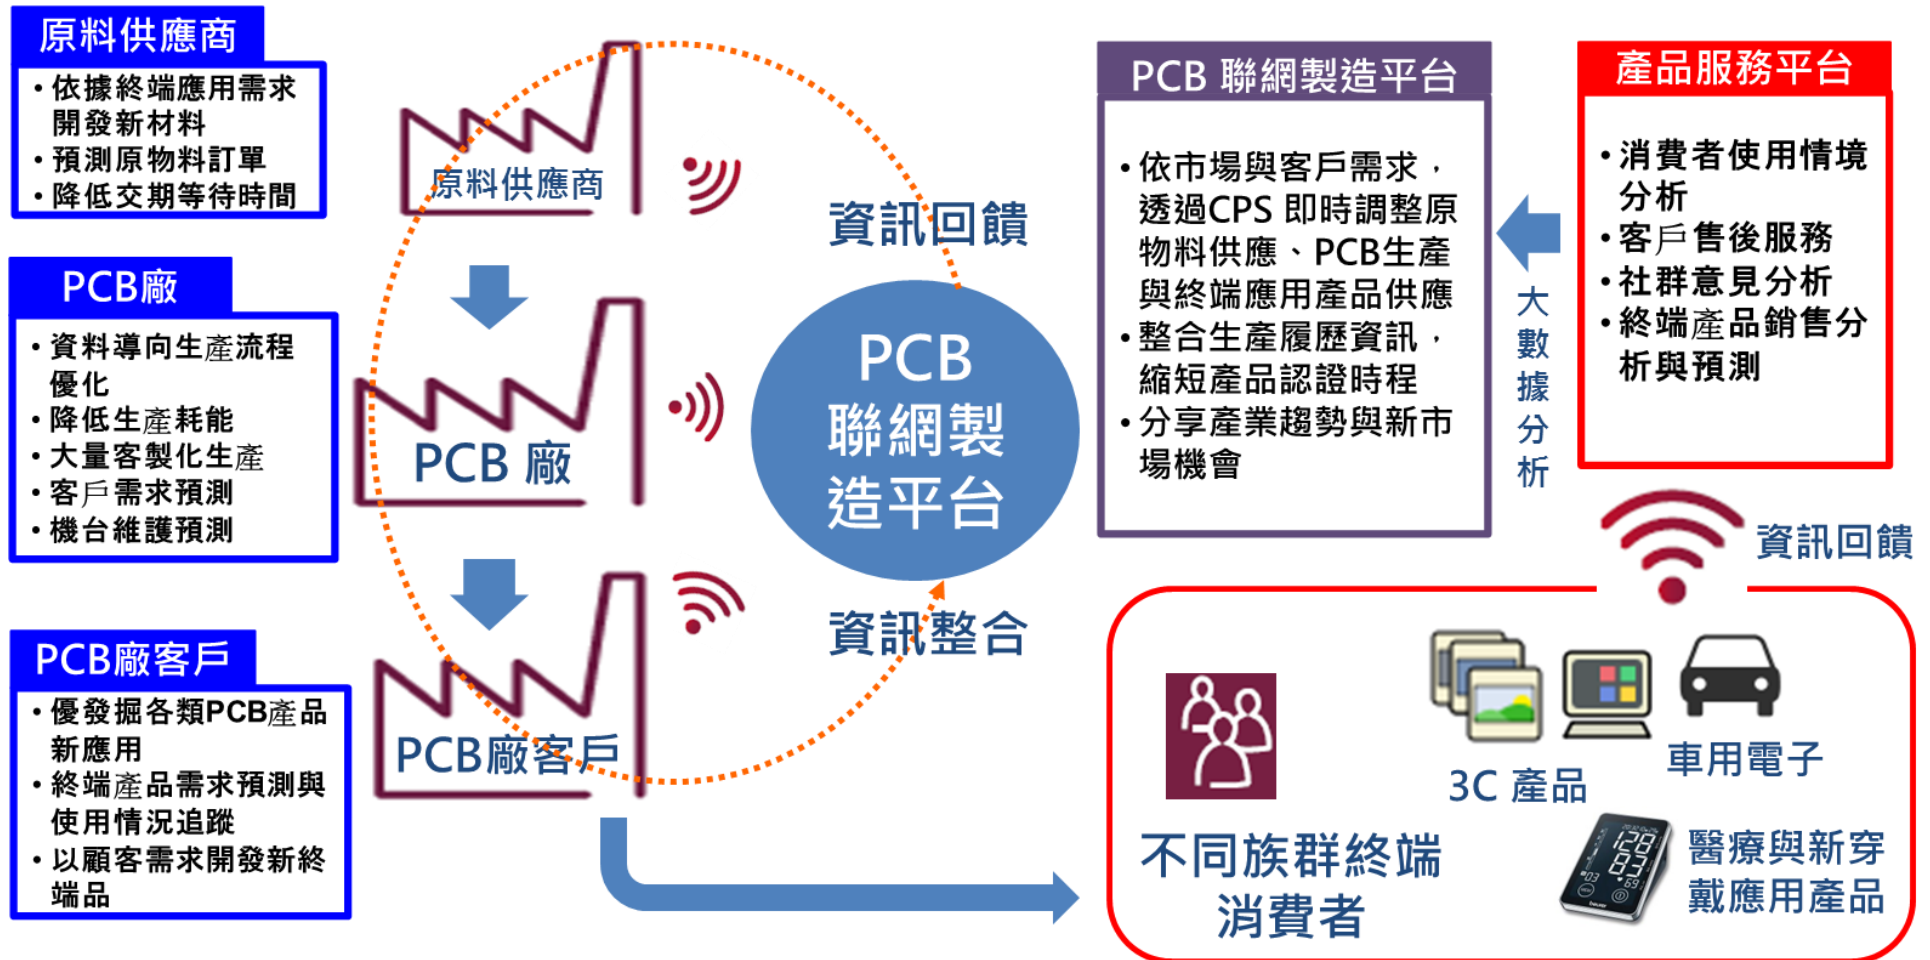 原料供應商
• 依據終端應用需求
開發新材料
• 預測原物料訂單
• 降低交期等待時間
PCB廠
• 資料導向生產流程
優化
• 降低生產耗能
• 大量客製化生產
• 客戶需求預測
• 機台維護預測
PCB廠客戶
• 優發掘各類PCB產品
新應用
• 終端產品需求預測與
使用情況追蹤
• 以顧客需求開發新終
端品
原料供應商
PCB 廠
PCB廠客戶
資訊回饋
PCB
聯網製
造平台
資訊整合
PCB 聯網製造平台
• 依市場與客戶需求，
透過CPS 即時調整原
物料供應、PCB生產
與終端應用產品供應
• 整合生產履歷資訊，
縮短產品認證時程
• 分享產業趨勢與新市
場機會
大數據分析
產品服務平台
• 消費者使用情境
分析
• 客戶售後服務
• 社群意見分析
• 終端產品銷售分
析與預測
資訊回饋
不同族群終端
消費者
3C 產品
車用電子
醫療與新穿
戴應用產品
128
83
69